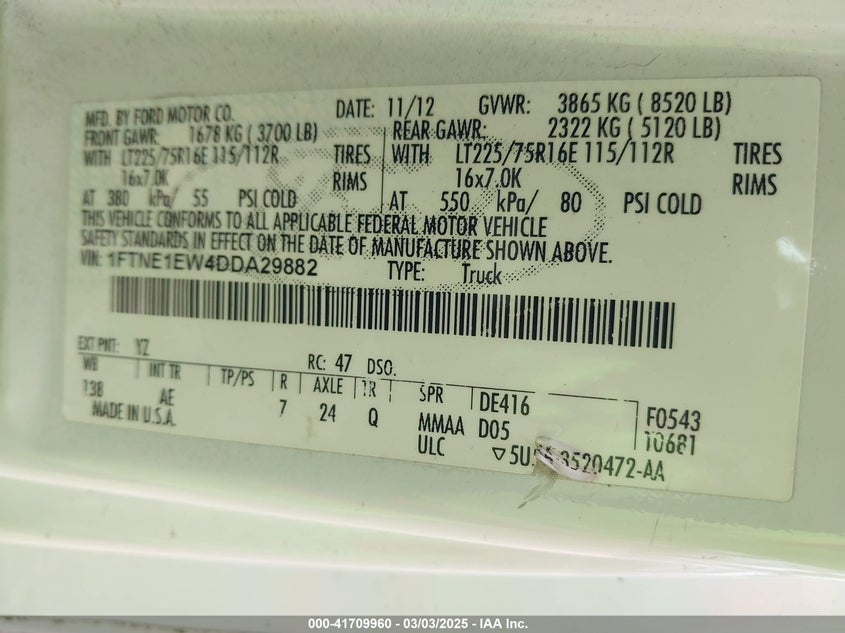 MFD. BY FORD MOTOR CO. DATE: 11/12 GVWR: 3865 KG ( 8520 LB)
FRONT GAWR: 1678 KG ( 3700 LB) REAR GAWR: 2322 KG ( 5120 LB)
WITH LT225/75R16E 115/112R TIRES WITH LT225/75R16E 115/112R TIRES
16x7.0K RIMS 16x7.0K RIMS
AT 380 kPa/ 55 PSI COLD AT 550 kPa/ 80 PSI COLD
THIS VEHICLE CONFORMS TO ALL APPLICABLE FEDERAL MOTOR VEHICLE
SAFETY STANDARDS IN EFFECT ON THE DATE OF MANUFACTURE SHOWN ABOVE.
VIN: 1FTNE1EW4DDA29882 TYPE: Truck
EXT PNT: YZ RC: 47 DSO:
WB INT TR TP/PS R AXLE TR SPR DE416 F0543
138 AE 7 24 Q MMAA D05 T0681
MADE IN U.S.A. ULC ▽ 3520472-AA
000-41709960 - 03/03/2025 - IAA Inc.